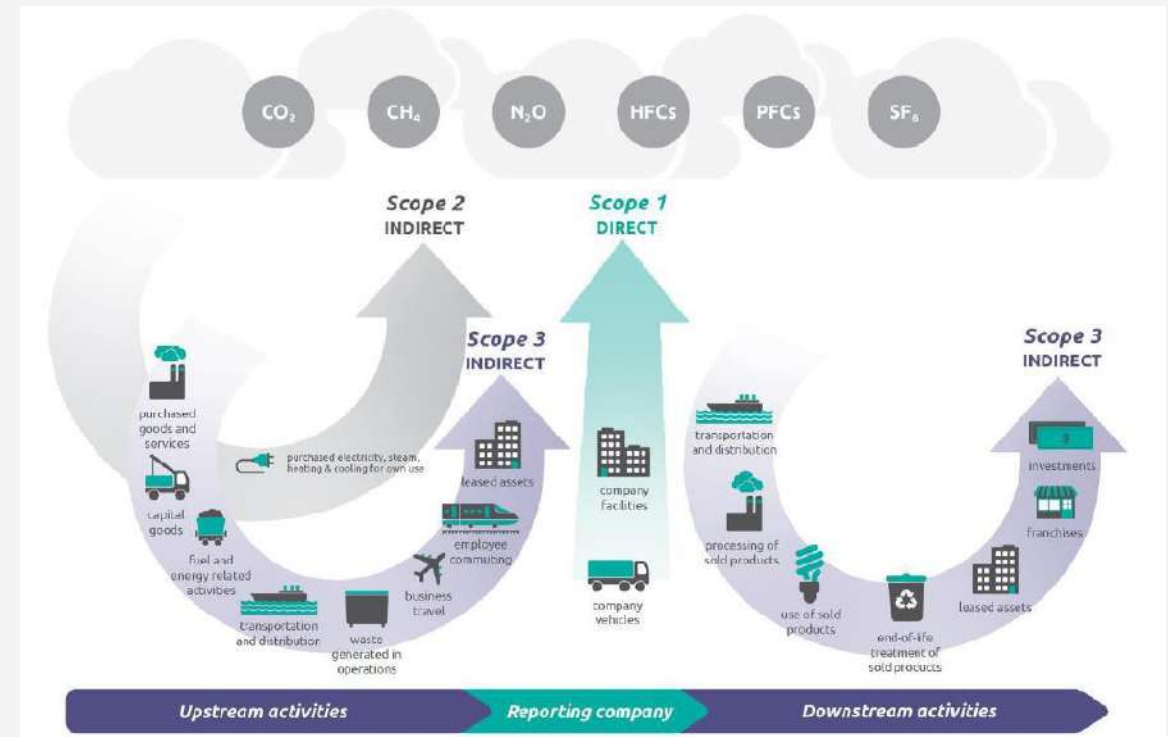 CO₂
CH₄
N₂O
HFCs
PFCs
SF₆
Scope 2
INDIRECT
Scope 1
DIRECT
Scope 3
INDIRECT
Scope 3
INDIRECT
purchased
goods and
services
capital
goods
fuel and
energy related
activities
transportation
and distribution
waste
generated in
operations
business
travel
employee
commuting
leased assets
purchased electricity, steam,
heating & cooling for own use
company
facilities
company
vehicles
transportation
and distribution
processing of
sold products
use of sold
products
end-of-life
treatment of
sold products
leased assets
franchises
investments
Upstream activities
Reporting company
Downstream activities